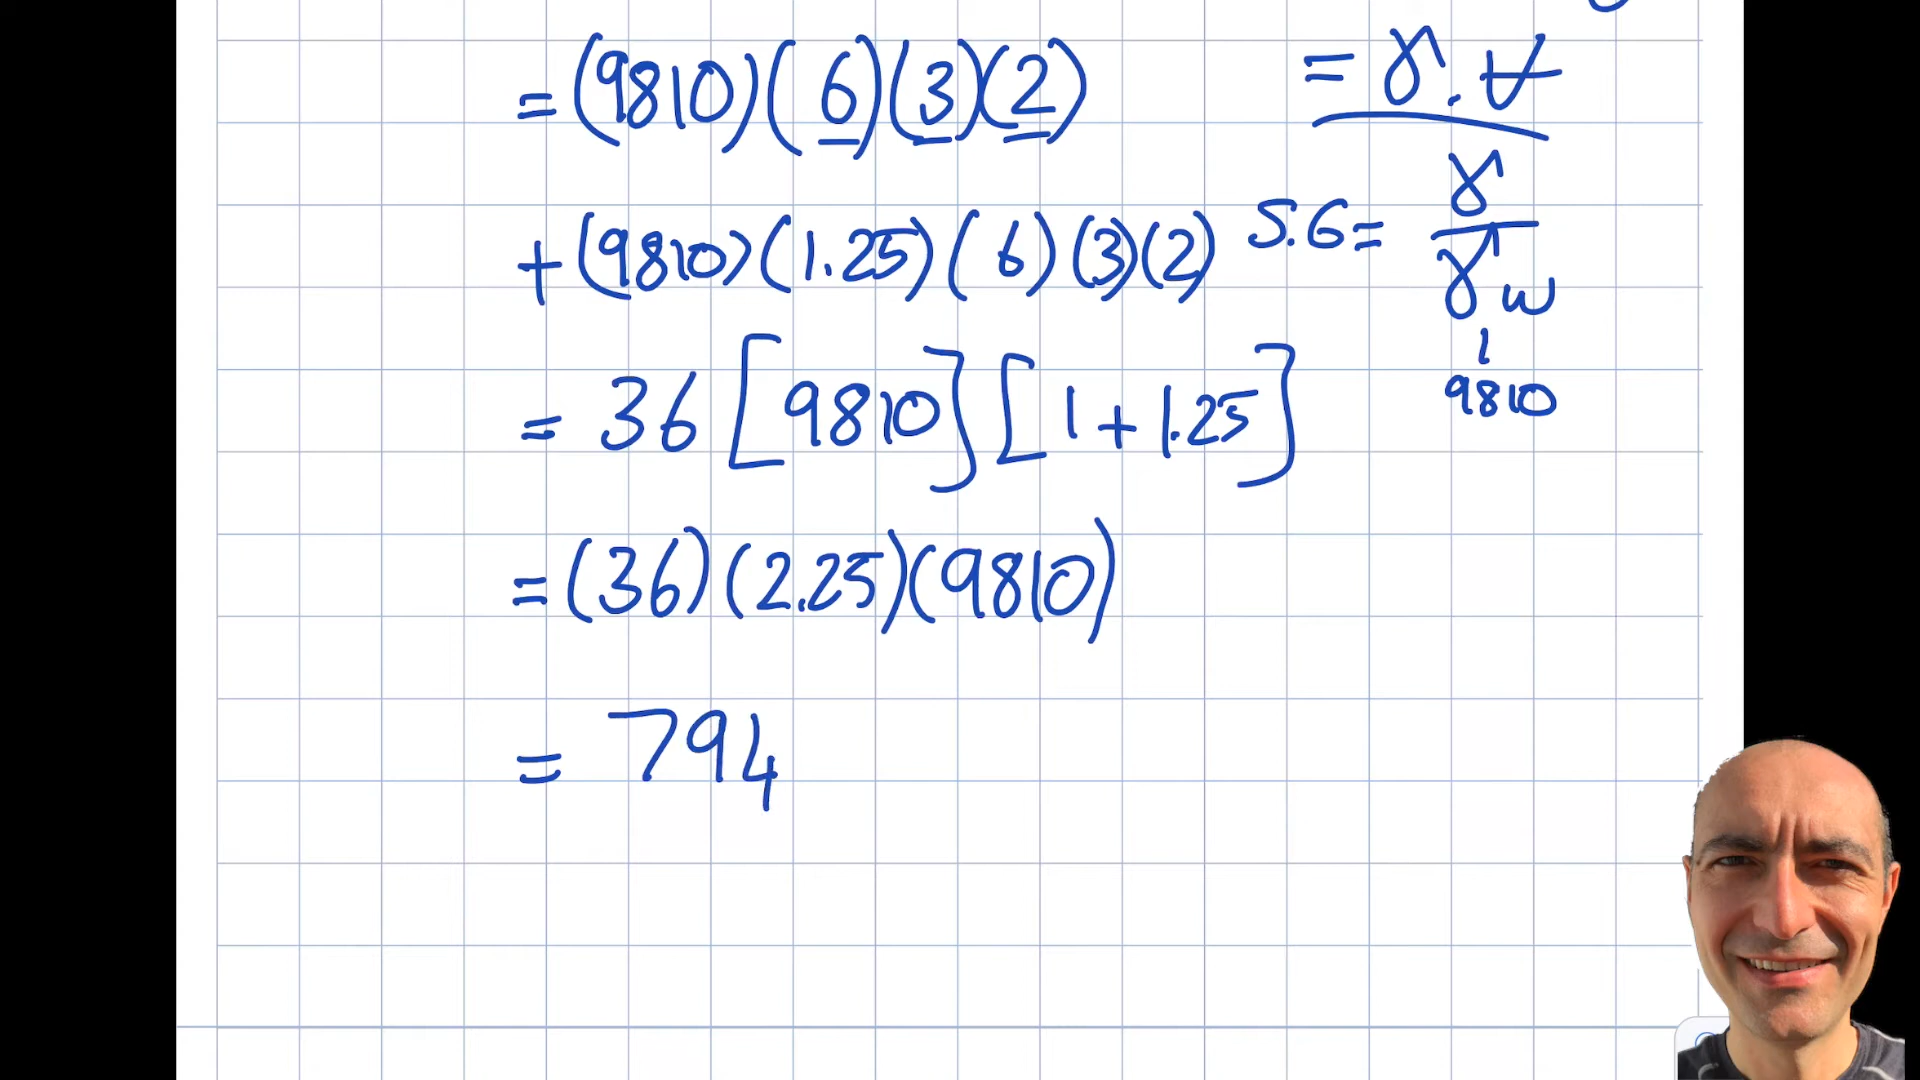 = (9810)(6)(3)(2)
= γ.V
+ (9810)(1.25)(6)(3)(2)
S.G = γ/γw
9810
= 36 [9810] [1 + 1.25]
= (36)(2.25)(9810)
= 794